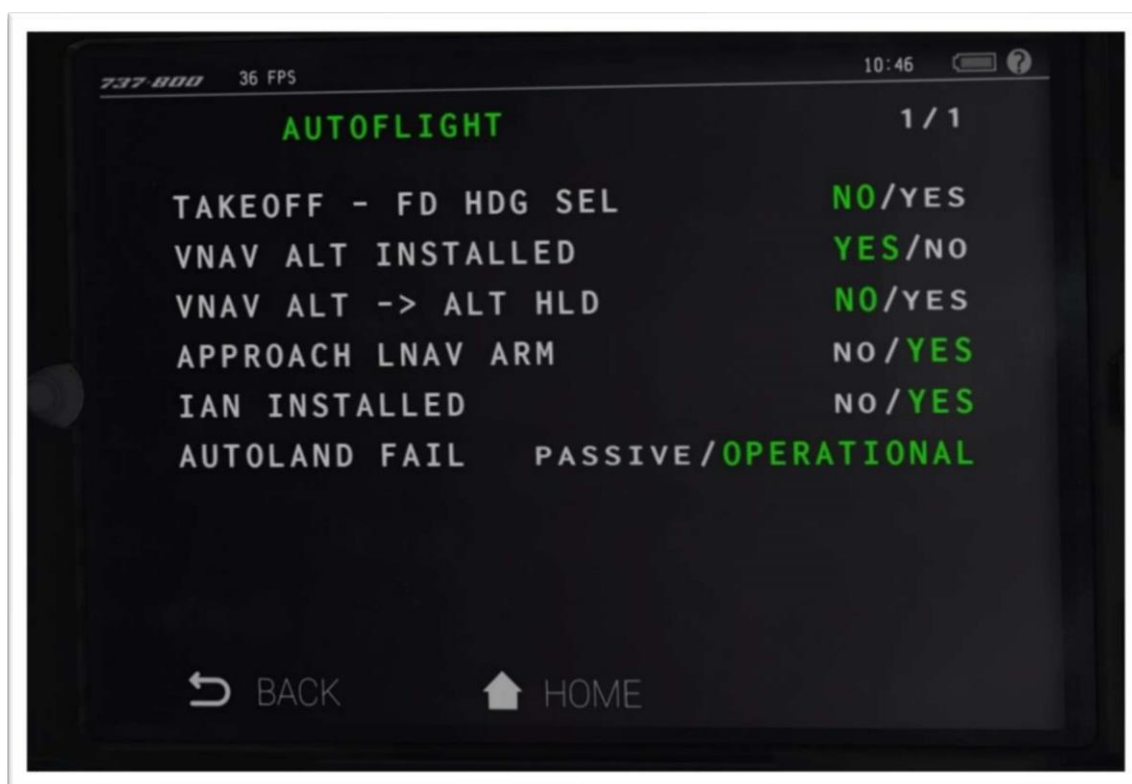 737-800 36 FPS 10:46 ?
AUTOFLIGHT 1/1
TAKEOFF - FD HDG SEL NO/YES
VNAV ALT INSTALLED YES/NO
VNAV ALT -> ALT HLD NO/YES
APPROACH LNAV ARM NO/YES
IAN INSTALLED NO/YES
AUTOLAND FAIL PASSIVE/OPERATIONAL
BACK HOME